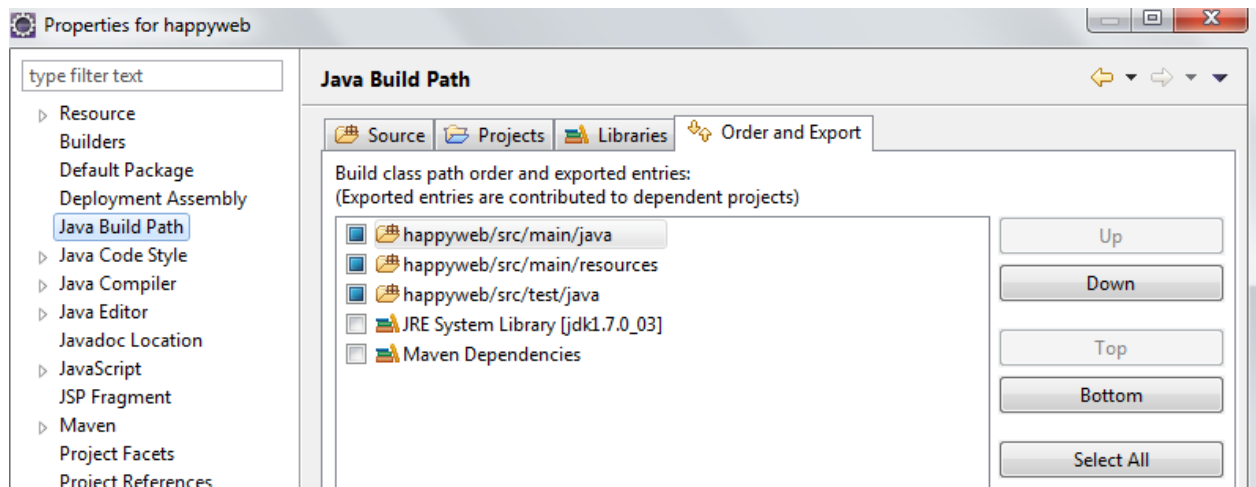 Properties for happyweb
type filter text
Resource
Builders
Default Package
Deployment Assembly
Java Build Path
Java Code Style
Java Compiler
Java Editor
Javadoc Location
JavaScript
JSP Fragment
Maven
Project Facets
Project References
Java Build Path
Source Projects Libraries Order and Export
Build class path order and exported entries:
(Exported entries are contributed to dependent projects)
happyweb/src/main/java
happyweb/src/main/resources
happyweb/src/test/java
JRE System Library [jdk1.7.0_03]
Maven Dependencies
Up
Down
Top
Bottom
Select All